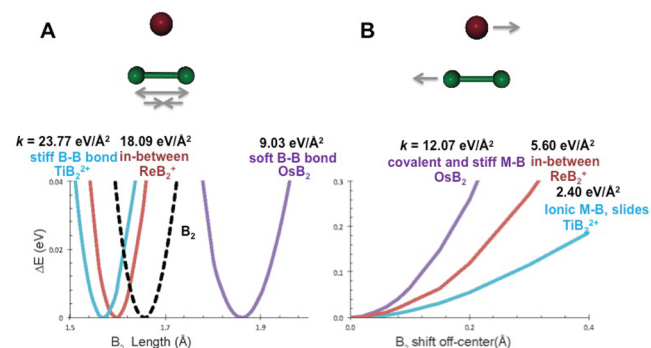 A
B
k = 23.77 eV/Å² 18.09 eV/Å² 9.03 eV/Å²
stiff B-B bond in-between soft B-B bond
TiB₂²⁺ ReB₂⁺ OsB₂
k = 12.07 eV/Å² 5.60 eV/Å²
covalent and stiff M-B in-between
OsB₂ ReB₂⁺
2.40 eV/Å²
Ionic M-B, slides
TiB₂²⁺
0.04
0.02
0
ΔE (eV)
B₂
1.5 1.7 1.9
B₂ Length (Å)
0.3
0.2
0.1
0.0
0.0 0.2 0.4
B₂ shift off-center(Å)